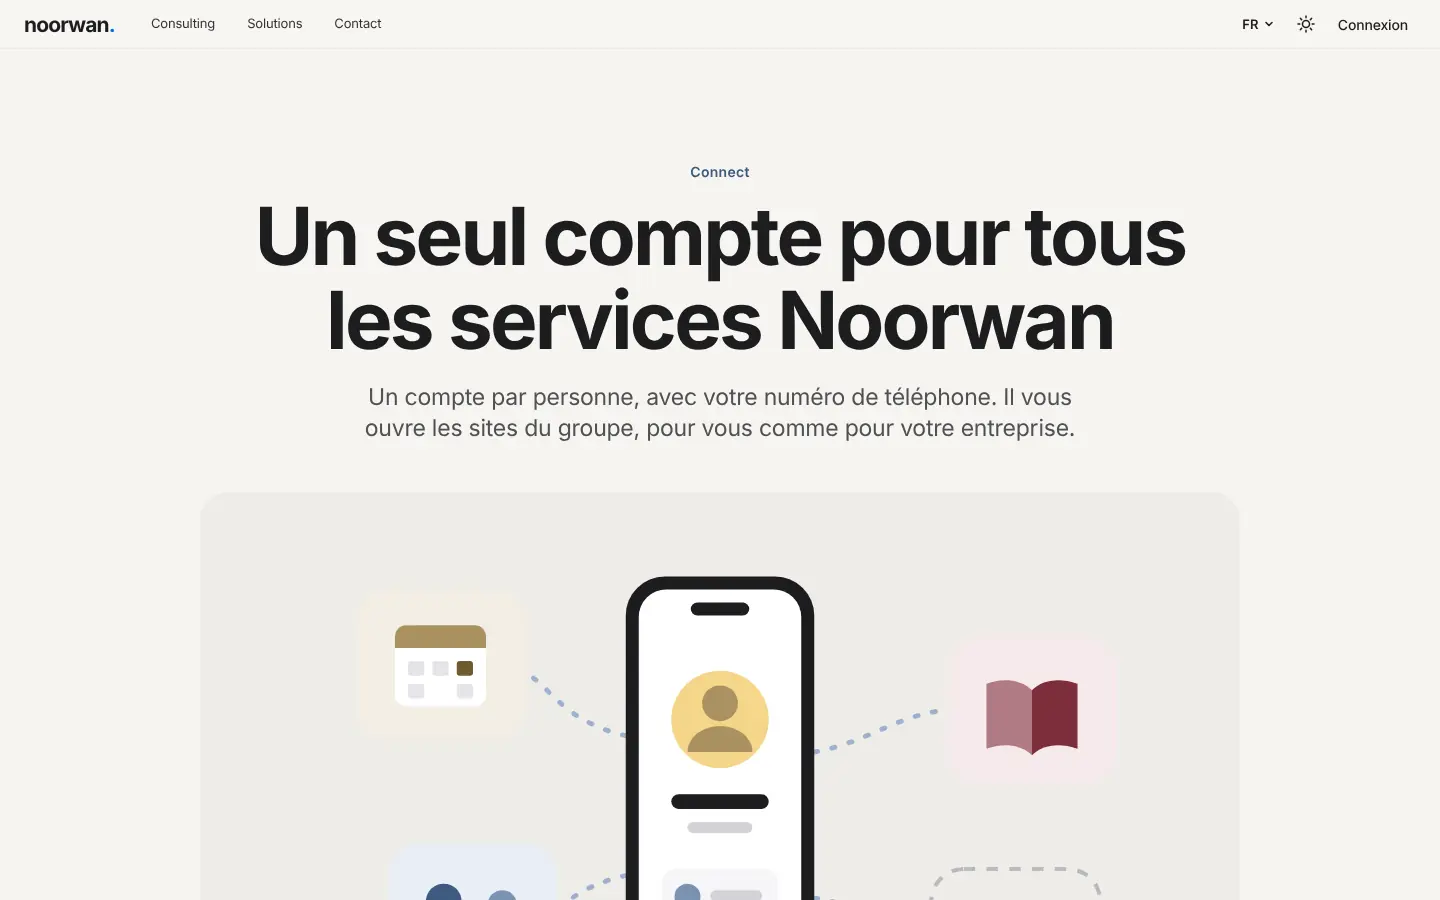 noorwan.
Consulting
Solutions
Contact
FR
Connexion
Connect
Un seul compte pour tous
les services Noorwan
Un compte par personne, avec votre numéro de téléphone. Il vous
ouvre les sites du groupe, pour vous comme pour votre entreprise.